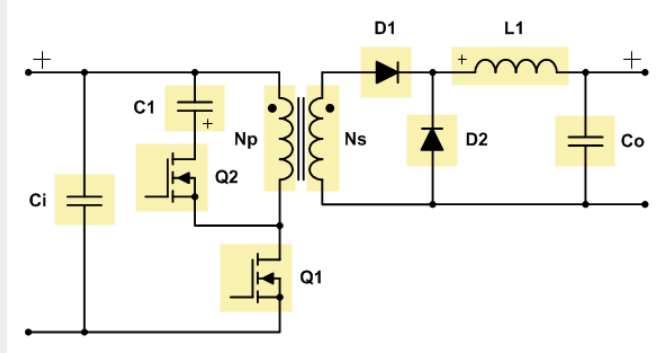 D1 L1
+ + +
C1
+
Np Ns D2 Co
Q2
Ci
Q1